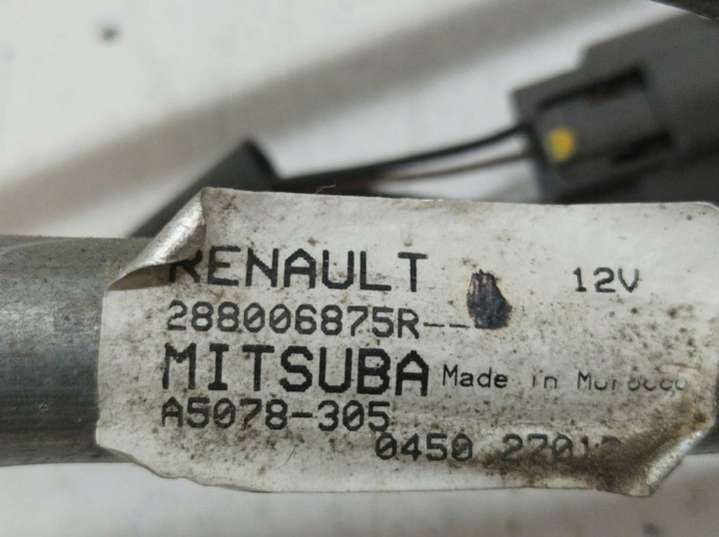 RENAULT 12V
288006875R--
MITSUBA Made in Morocco
A5078-305
0450